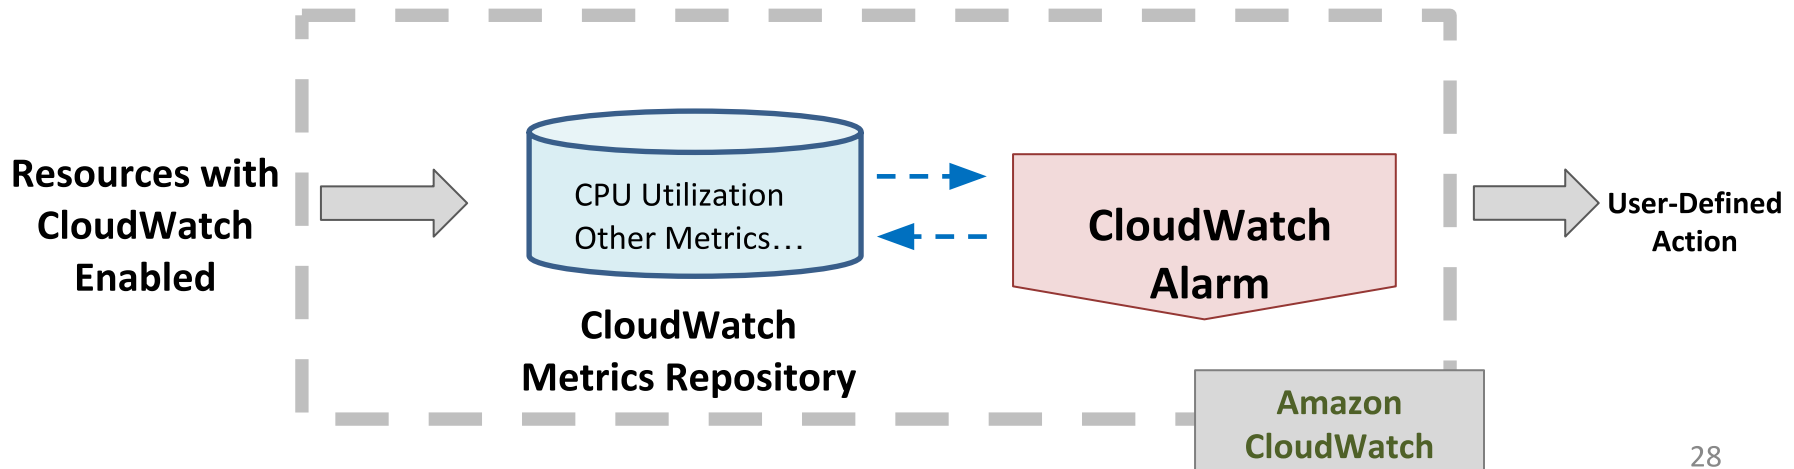 Resources with
CloudWatch
Enabled
CPU Utilization
Other Metrics...
CloudWatch
Metrics Repository
CloudWatch
Alarm
User-Defined
Action
Amazon
CloudWatch
28